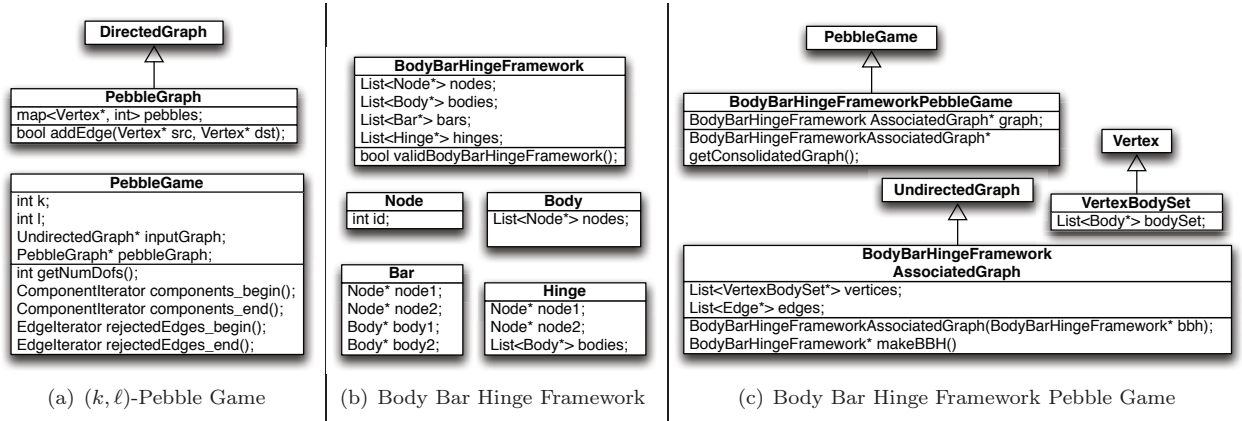 DirectedGraph
PebbleGraph
map<Vertex*, int> pebbles;
bool addEdge(Vertex* src, Vertex* dst);
PebbleGame
int k;
int l;
UndirectedGraph* inputGraph;
PebbleGraph* pebbleGraph;
int getNumDofs();
ComponentIterator components_begin();
ComponentIterator components_end();
EdgeIterator rejectedEdges_begin();
EdgeIterator rejectedEdges_end();
(a) (k, ℓ)-Pebble Game
BodyBarHingeFramework
List<Node*> nodes;
List<Body*> bodies;
List<Bar*> bars;
List<Hinge*> hinges;
bool validBodyBarHingeFramework();
Node
int id;
Body
List<Node*> nodes;
Bar
Node* node1;
Node* node2;
Body* body1;
Body* body2;
Hinge
Node* node1;
Node* node2;
List<Body*> bodies;
(b) Body Bar Hinge Framework
PebbleGame
BodyBarHingeFrameworkPebbleGame
BodyBarHingeFramework AssociatedGraph* graph;
BodyBarHingeFrameworkAssociatedGraph*
getConsolidatedGraph();
Vertex
VertexBodySet
List<Body*> bodySet;
UndirectedGraph
BodyBarHingeFramework
AssociatedGraph
List<VertexBodySet*> vertices;
List<Edge*> edges;
BodyBarHingeFrameworkAssociatedGraph(BodyBarHingeFramework* bbh);
BodyBarHingeFramework* makeBBH()
(c) Body Bar Hinge Framework Pebble Game